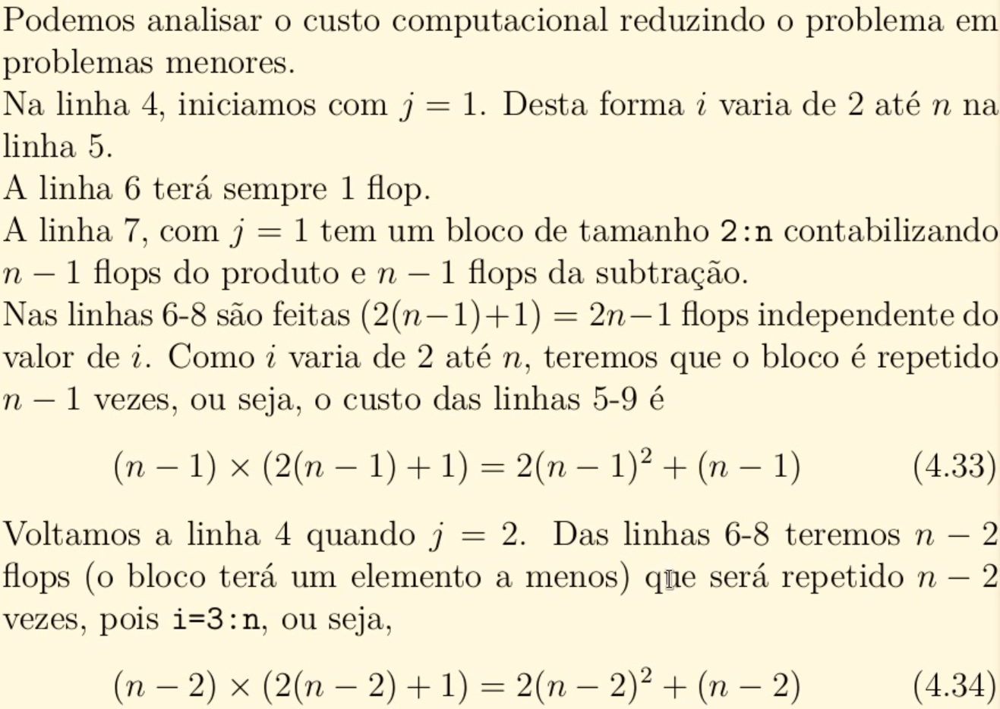 Podemos analisar o custo computacional reduzindo o problema em
problemas menores.
Na linha 4, iniciamos com j = 1. Desta forma i varia de 2 até n na
linha 5.
A linha 6 terá sempre 1 flop.
A linha 7, com j = 1 tem um bloco de tamanho 2:n contabilizando
n − 1 flops do produto e n − 1 flops da subtração.
Nas linhas 6-8 são feitas (2(n−1)+1) = 2n−1 flops independente do
valor de i. Como i varia de 2 até n, teremos que o bloco é repetido
n − 1 vezes, ou seja, o custo das linhas 5-9 é
(n − 1) × (2(n − 1) + 1) = 2(n − 1)² + (n − 1) (4.33)
Voltamos a linha 4 quando j = 2. Das linhas 6-8 teremos n − 2
flops (o bloco terá um elemento a menos) que será repetido n − 2
vezes, pois i=3:n, ou seja,
(n − 2) × (2(n − 2) + 1) = 2(n − 2)² + (n − 2) (4.34)